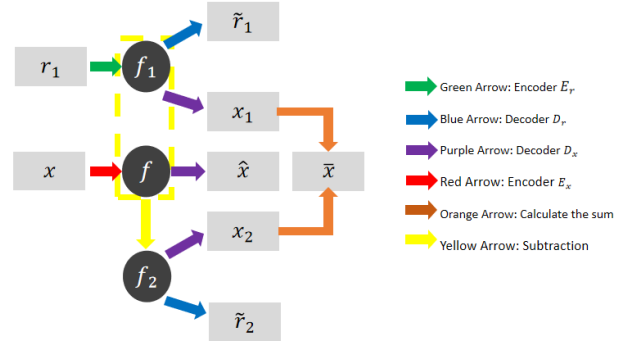 r̃₁
r₁
f₁
x₁
x
f
x̂
x̄
x₂
f₂
r̃₂
Green Arrow: Encoder Eᵣ
Blue Arrow: Decoder Dᵣ
Purple Arrow: Decoder Dₓ
Red Arrow: Encoder Eₓ
Orange Arrow: Calculate the sum
Yellow Arrow: Subtraction